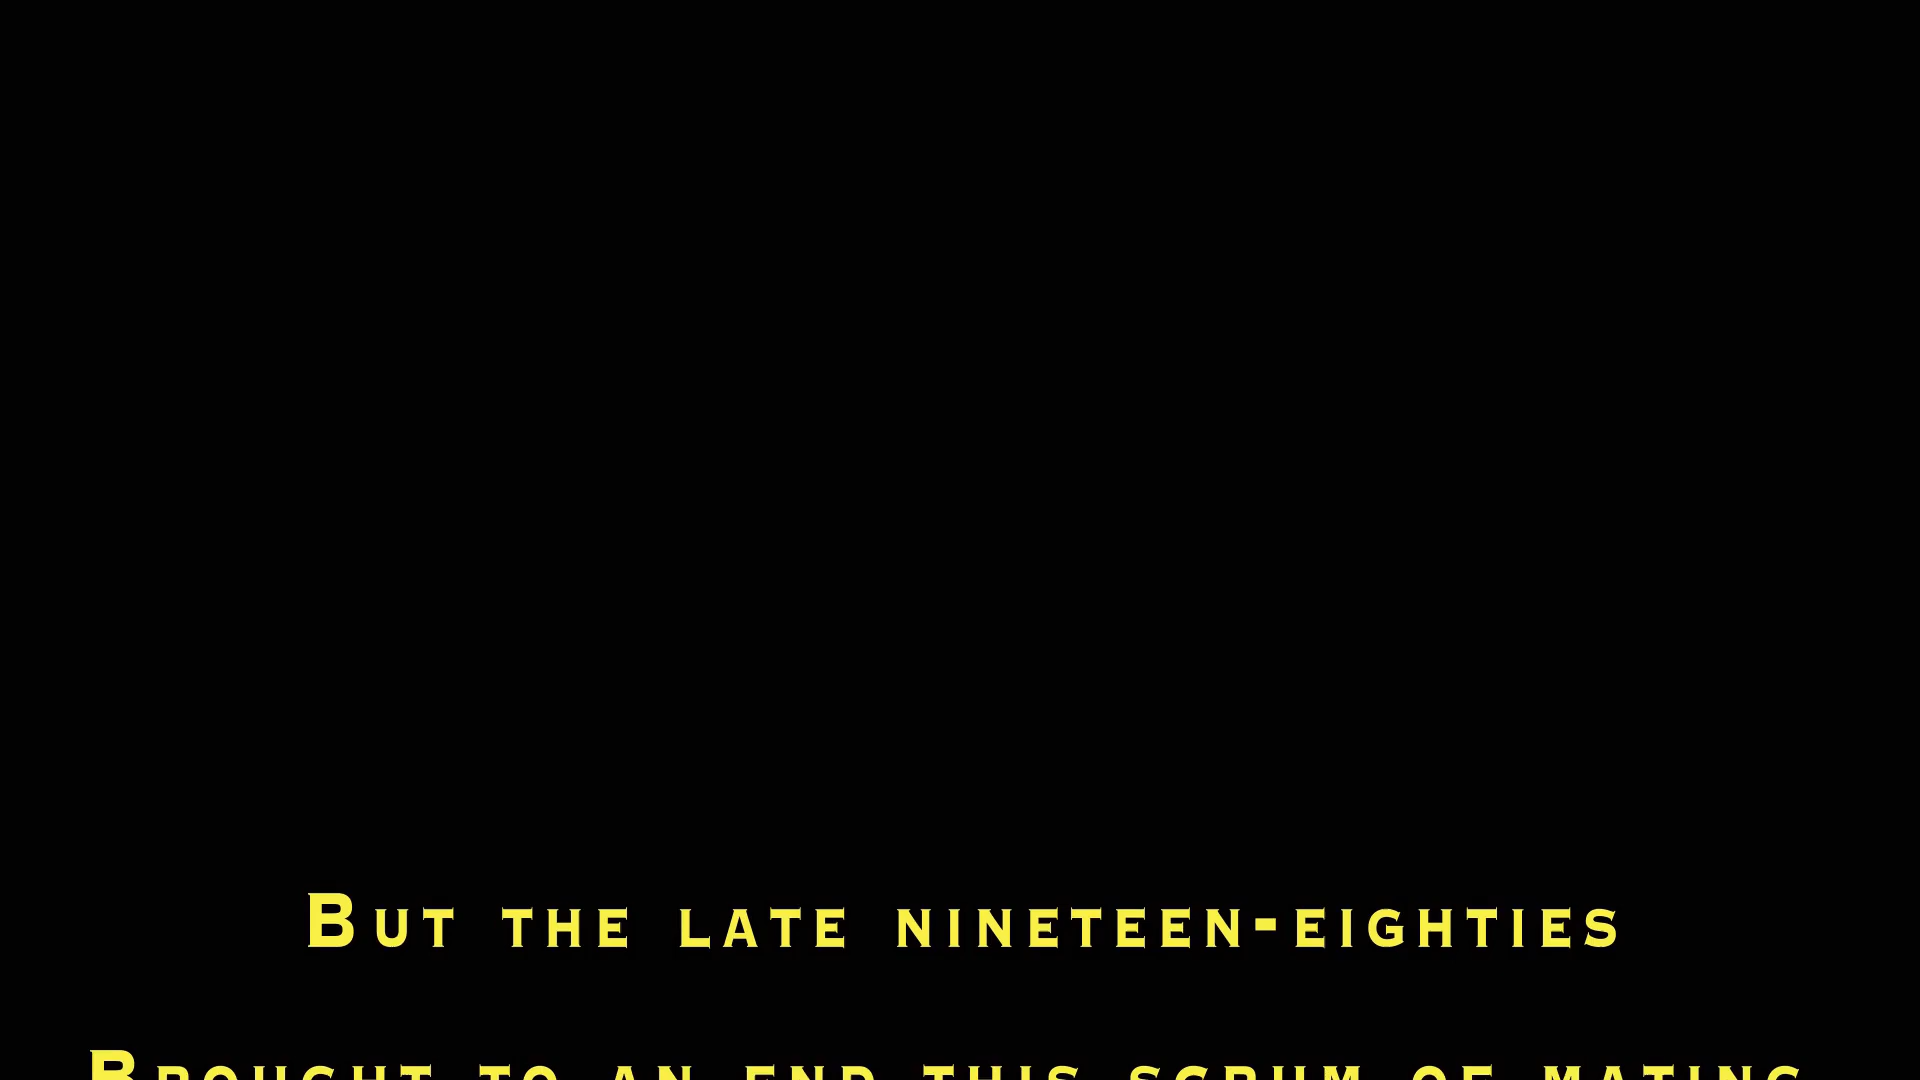 But the late nineteen-eighties
Brought to an end this scrum of mating